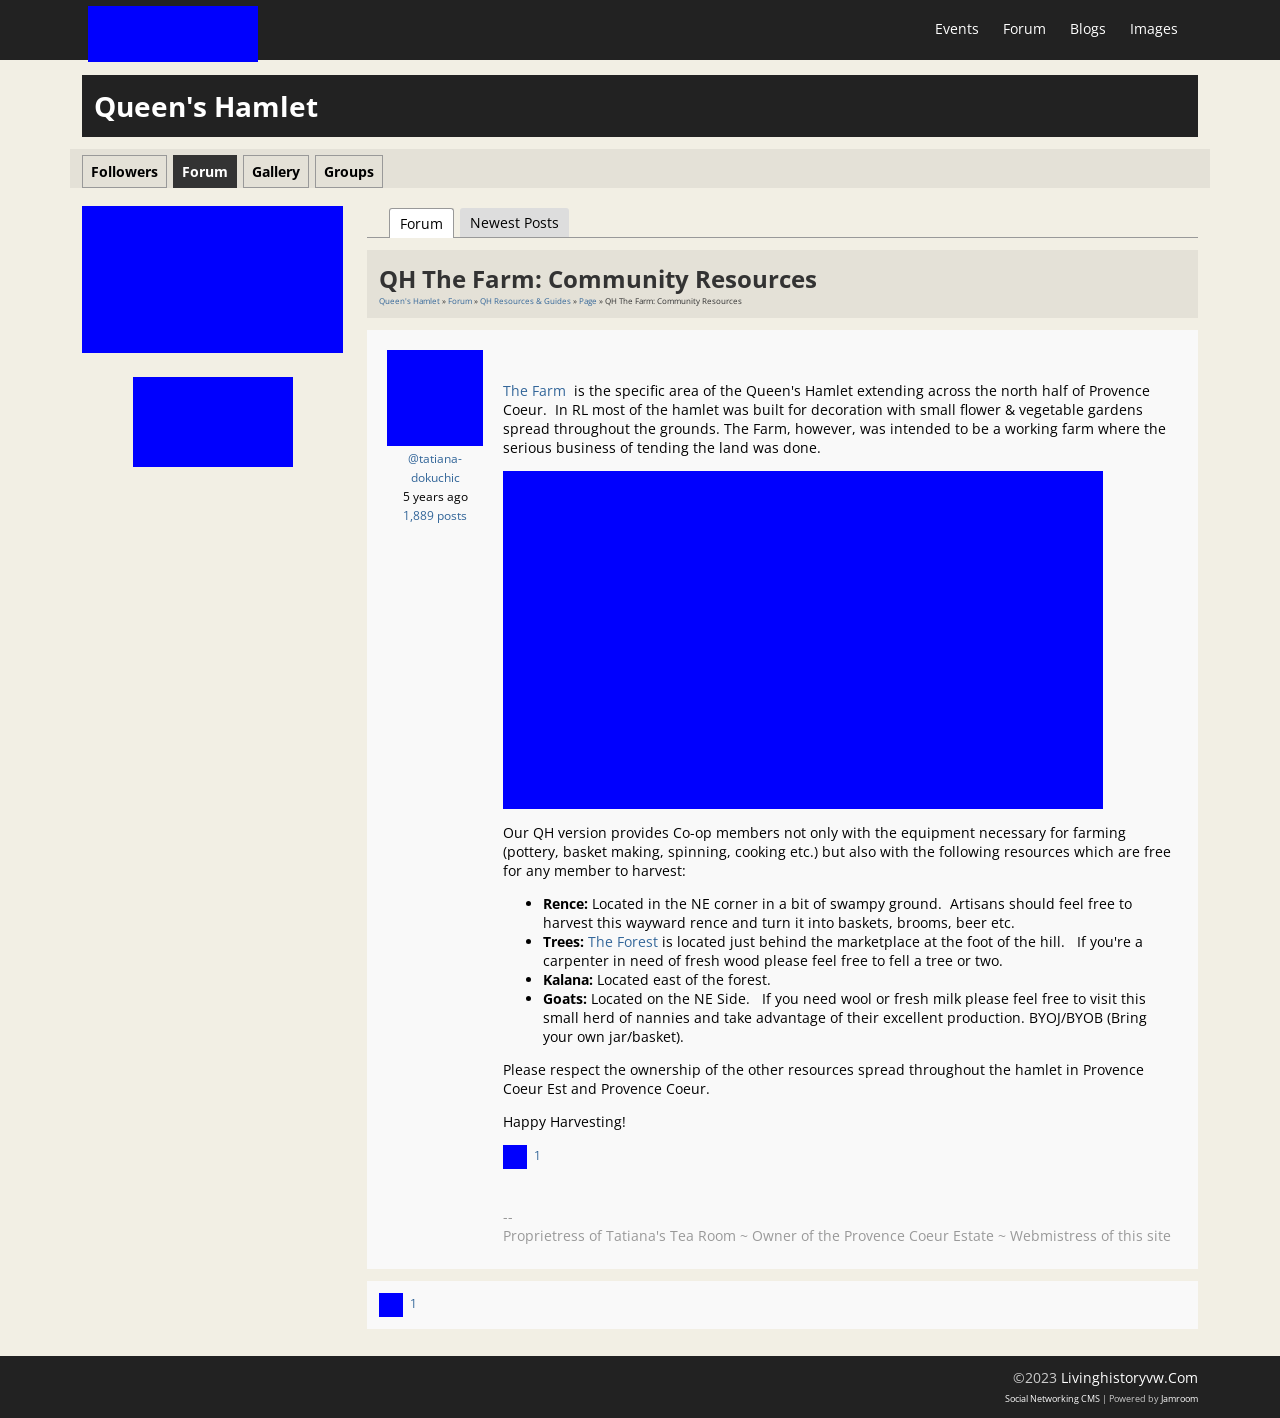 Events Forum Blogs Images
Queen's Hamlet
Followers Forum Gallery Groups
Forum Newest Posts
QH The Farm: Community Resources
Queen's Hamlet » Forum » QH Resources & Guides » Page » QH The Farm: Community Resources
@tatiana-
dokuchic
5 years ago
1,889 posts
The Farm  is the specific area of the Queen's Hamlet extending across the north half of Provence
Coeur.  In RL most of the hamlet was built for decoration with small flower & vegetable gardens
spread throughout the grounds. The Farm, however, was intended to be a working farm where the
serious business of tending the land was done.
Our QH version provides Co-op members not only with the equipment necessary for farming
(pottery, basket making, spinning, cooking etc.) but also with the following resources which are free
for any member to harvest:
• Rence: Located in the NE corner in a bit of swampy ground.  Artisans should feel free to
harvest this wayward rence and turn it into baskets, brooms, beer etc.
• Trees: The Forest is located just behind the marketplace at the foot of the hill.   If you're a
carpenter in need of fresh wood please feel free to fell a tree or two.
• Kalana: Located east of the forest.
• Goats: Located on the NE Side.   If you need wool or fresh milk please feel free to visit this
small herd of nannies and take advantage of their excellent production. BYOJ/BYOB (Bring
your own jar/basket).
Please respect the ownership of the other resources spread throughout the hamlet in Provence
Coeur Est and Provence Coeur.
Happy Harvesting!
1
--
Proprietress of Tatiana's Tea Room ~ Owner of the Provence Coeur Estate ~ Webmistress of this site
1
©2023 Livinghistoryvw.Com
Social Networking CMS | Powered by Jamroom